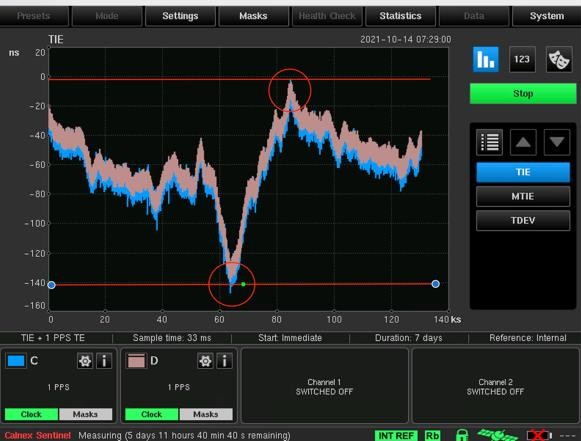 Presets Mode Settings Masks Health Check Statistics Data System
TIE 2021-10-14 07:29:00
ns
20
0
-20
-40
-60
-80
-100
-120
-140
-160
0 20 40 60 80 100 120 140 ks
123
Stop
TIE
MTIE
TDEV
TIE + 1 PPS TE Sample time: 33 ms Start: Immediate Duration: 7 days Reference: Internal
C i
1 PPS
Clock Masks
D i
1 PPS
Clock Masks
Channel 1
SWITCHED OFF
Channel 2
SWITCHED OFF
Calnex Sentinel Measuring (5 days 11 hours 40 min 40 s remaining) INT REF Rb ---